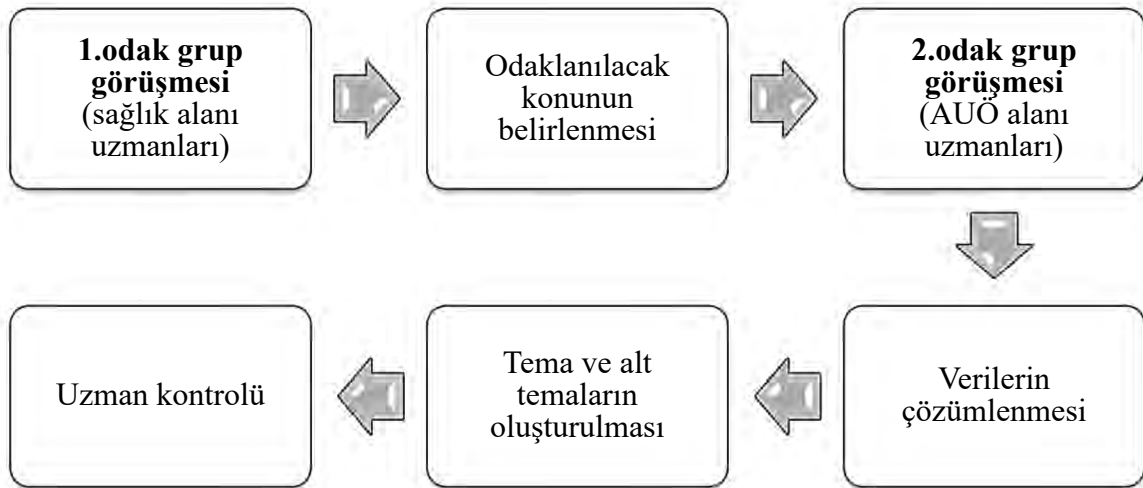 1.odak grup
görüşmesi
(sağlık alanı
uzmanları)
Odaklanılacak
konunun
belirlenmesi
2.odak grup
görüşmesi
(AUÖ alanı
uzmanları)
Verilerin
çözümlenmesi
Tema ve alt
temaların
oluşturulması
Uzman kontrolü